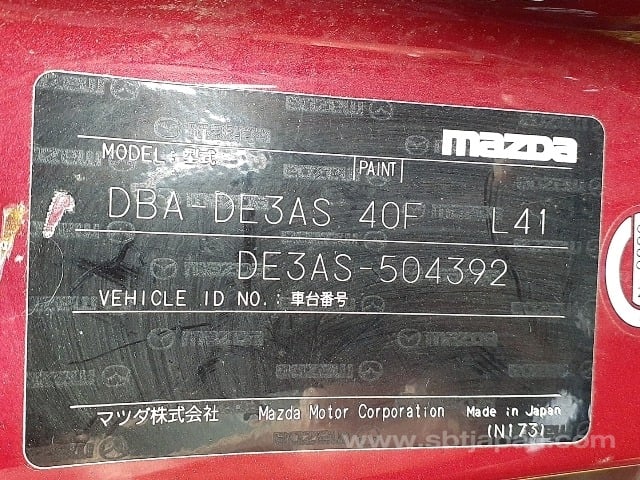 mazda
MODEL 型式
PAINT
DBA-DE3AS 40F L41
DE3AS-504392
VEHICLE ID NO.: 車台番号
マツダ株式会社 Mazda Motor Corporation Made in Japan
(N173)
www.sbtjapan.com